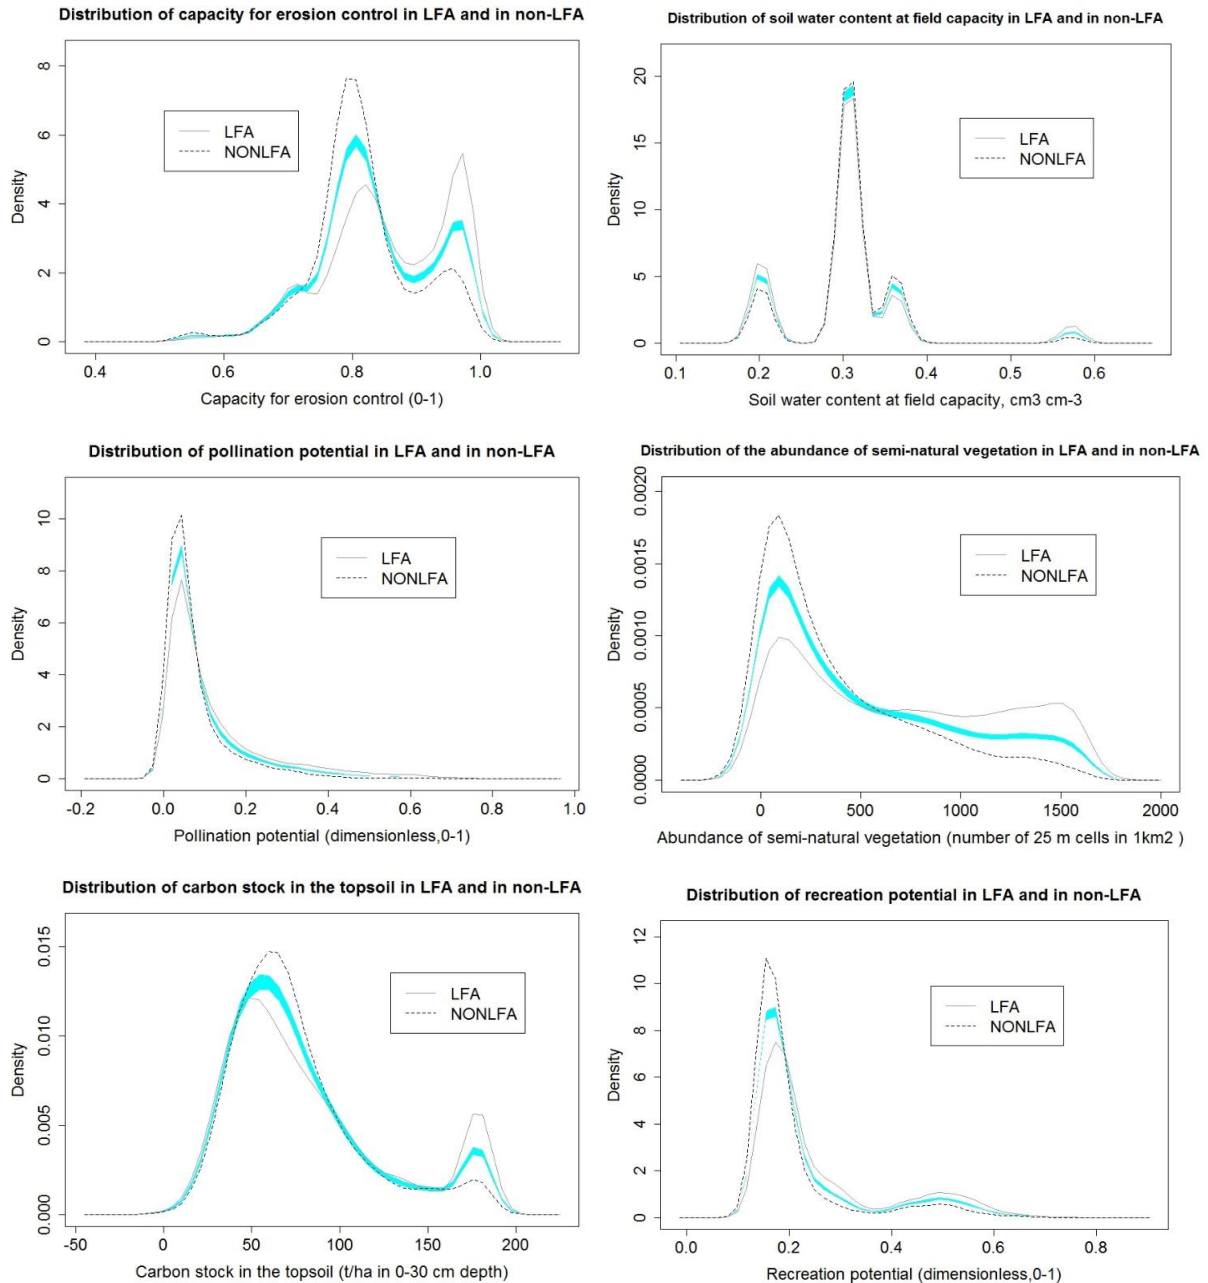 Distribution of capacity for erosion control in LFA and in non-LFA
8
6
4
2
0
Density
LFA
NONLFA
0.4 0.6 0.8 1.0
Capacity for erosion control (0-1)
Distribution of soil water content at field capacity in LFA and in non-LFA
20
15
10
5
0
Density
LFA
NONLFA
0.1 0.2 0.3 0.4 0.5 0.6
Soil water content at field capacity, cm3 cm-3
Distribution of pollination potential in LFA and in non-LFA
10
8
6
4
2
0
Density
LFA
NONLFA
-0.2 0.0 0.2 0.4 0.6 0.8 1.0
Pollination potential (dimensionless,0-1)
Distribution of the abundance of semi-natural vegetation in LFA and in non-LFA
0.0020
0.0015
0.0010
0.0005
0.0000
Density
LFA
NONLFA
0 500 1000 1500 2000
Abundance of semi-natural vegetation (number of 25 m cells in 1km2 )
Distribution of carbon stock in the topsoil in LFA and in non-LFA
0.015
0.010
0.005
0.000
Density
LFA
NONLFA
-50 0 50 100 150 200
Carbon stock in the topsoil (t/ha in 0-30 cm depth)
Distribution of recreation potential in LFA and in non-LFA
12
10
8
6
4
2
0
Density
LFA
NONLFA
0.0 0.2 0.4 0.6 0.8
Recreation potential (dimensionless,0-1)